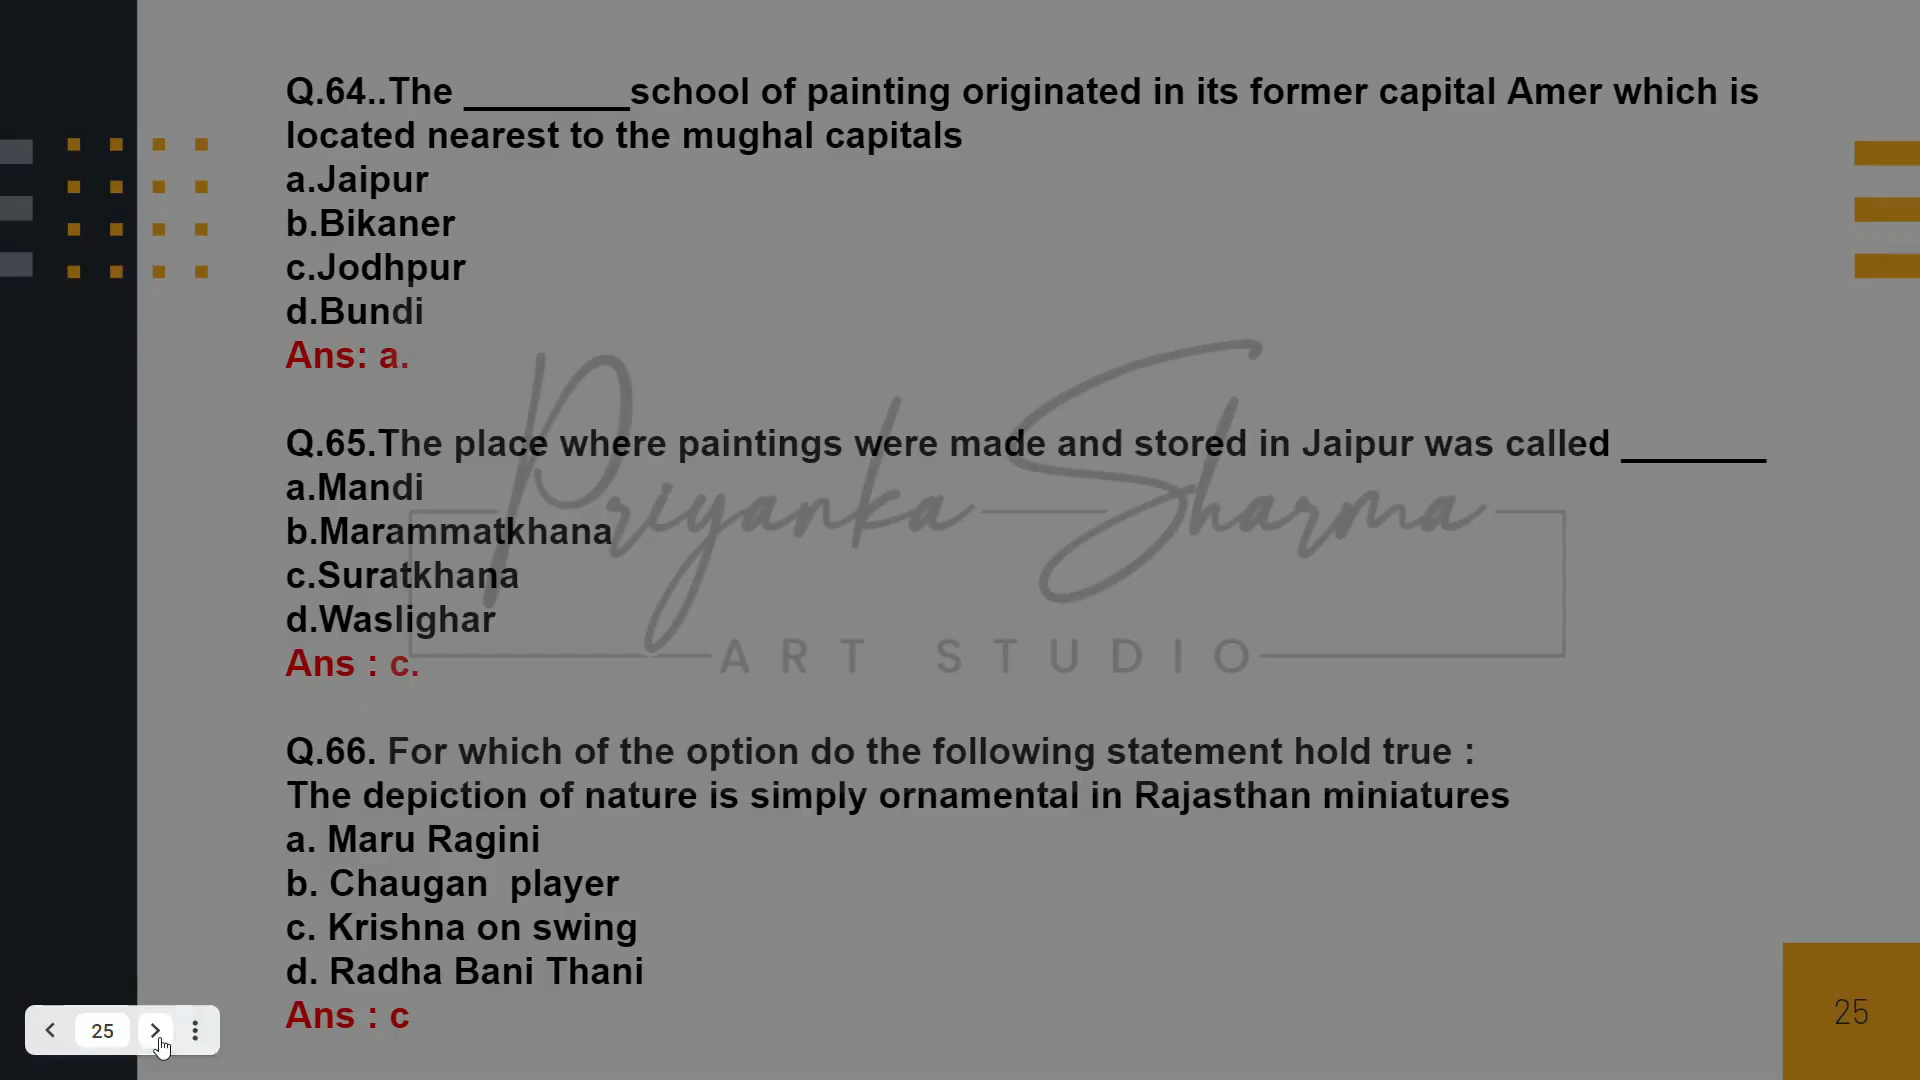 Q.64..The ________school of painting originated in its former capital Amer which is
located nearest to the mughal capitals
a.Jaipur
b.Bikaner
c.Jodhpur
d.Bundi
Ans: a.
Q.65.The place where paintings were made and stored in Jaipur was called _______
a.Mandi
b.Marammatkhana
c.Suratkhana
d.Waslighar
Ans : c.
Priyanka Sharma
ART STUDIO
Q.66. For which of the option do the following statement hold true :
The depiction of nature is simply ornamental in Rajasthan miniatures
a. Maru Ragini
b. Chaugan  player
c. Krishna on swing
d. Radha Bani Thani
Ans : c
25
25